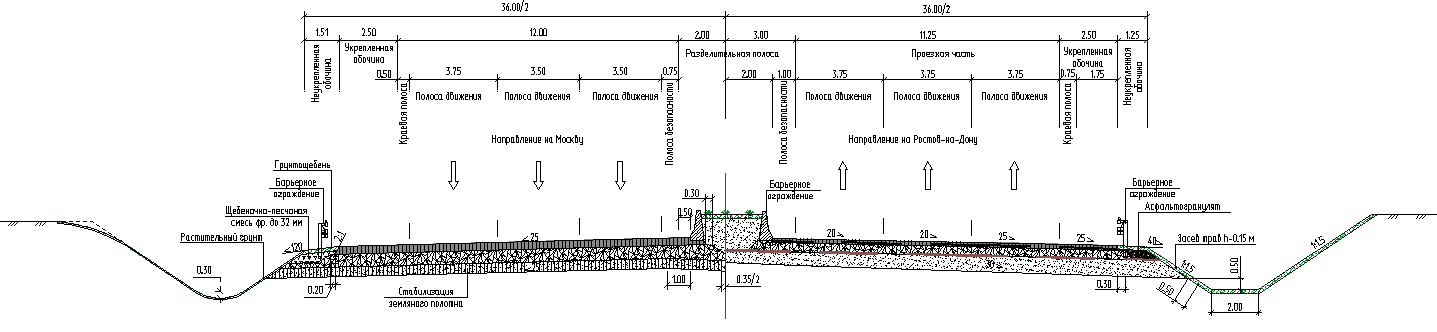 36.00/2
36.00/2
1.51
2.50
12.00
2.00
3.00
11.25
2.50
1.25
Неукрепленная обочина
Укрепленная
обочина
Разделительная полоса
Проезжая часть
Укрепленная
обочина
Неукрепленная
обочина
0.50
3.75
3.50
3.50
0.75
2.00
1.00
3.75
3.75
3.75
0.75
1.75
Краевая полоса
Полоса движения
Полоса движения
Полоса движения
Полоса безопасности
Полоса безопасности
Полоса движения
Полоса движения
Полоса движения
Краевая полоса
Направление на Москву
Направление на Ростов-на-Дону
Грунтощебень
Барьерное
ограждение
Щебеночно-песчаная
смесь фр. до 32 мм
Растительный грунт
0.30
0.50
Барьерное
ограждение
Барьерное
ограждение
Асфальтогранулят
Засев трав h-0.15 м
120
2:1
25
20
20
25
25
40
1:1.5
1:1.5
0.30
0.20
Стабилизация
земляного полотна
1.00
0.35/2
30
0.30
0.50
0.50
2.00